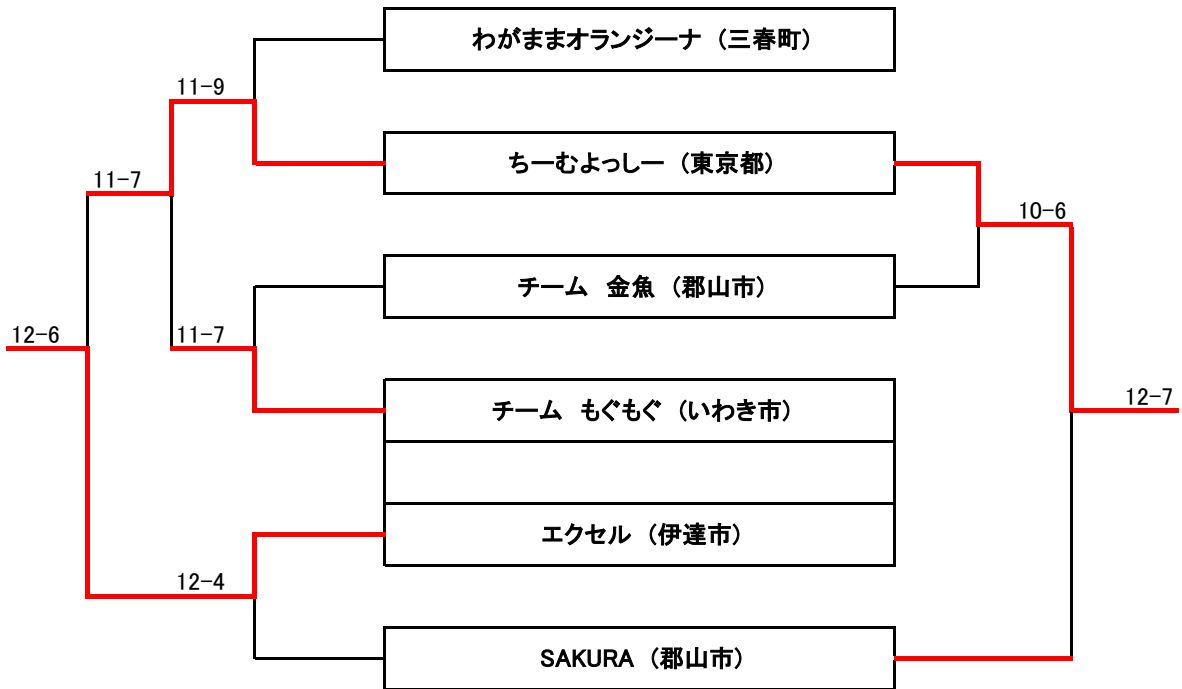 わがままオランジーナ （三春町）
11-9
ちーむよっしー （東京都）
11-7
10-6
チーム　金魚 （郡山市）
12-6
11-7
チーム　もぐもぐ （いわき市）
12-7
エクセル （伊達市）
12-4
SAKURA （郡山市）